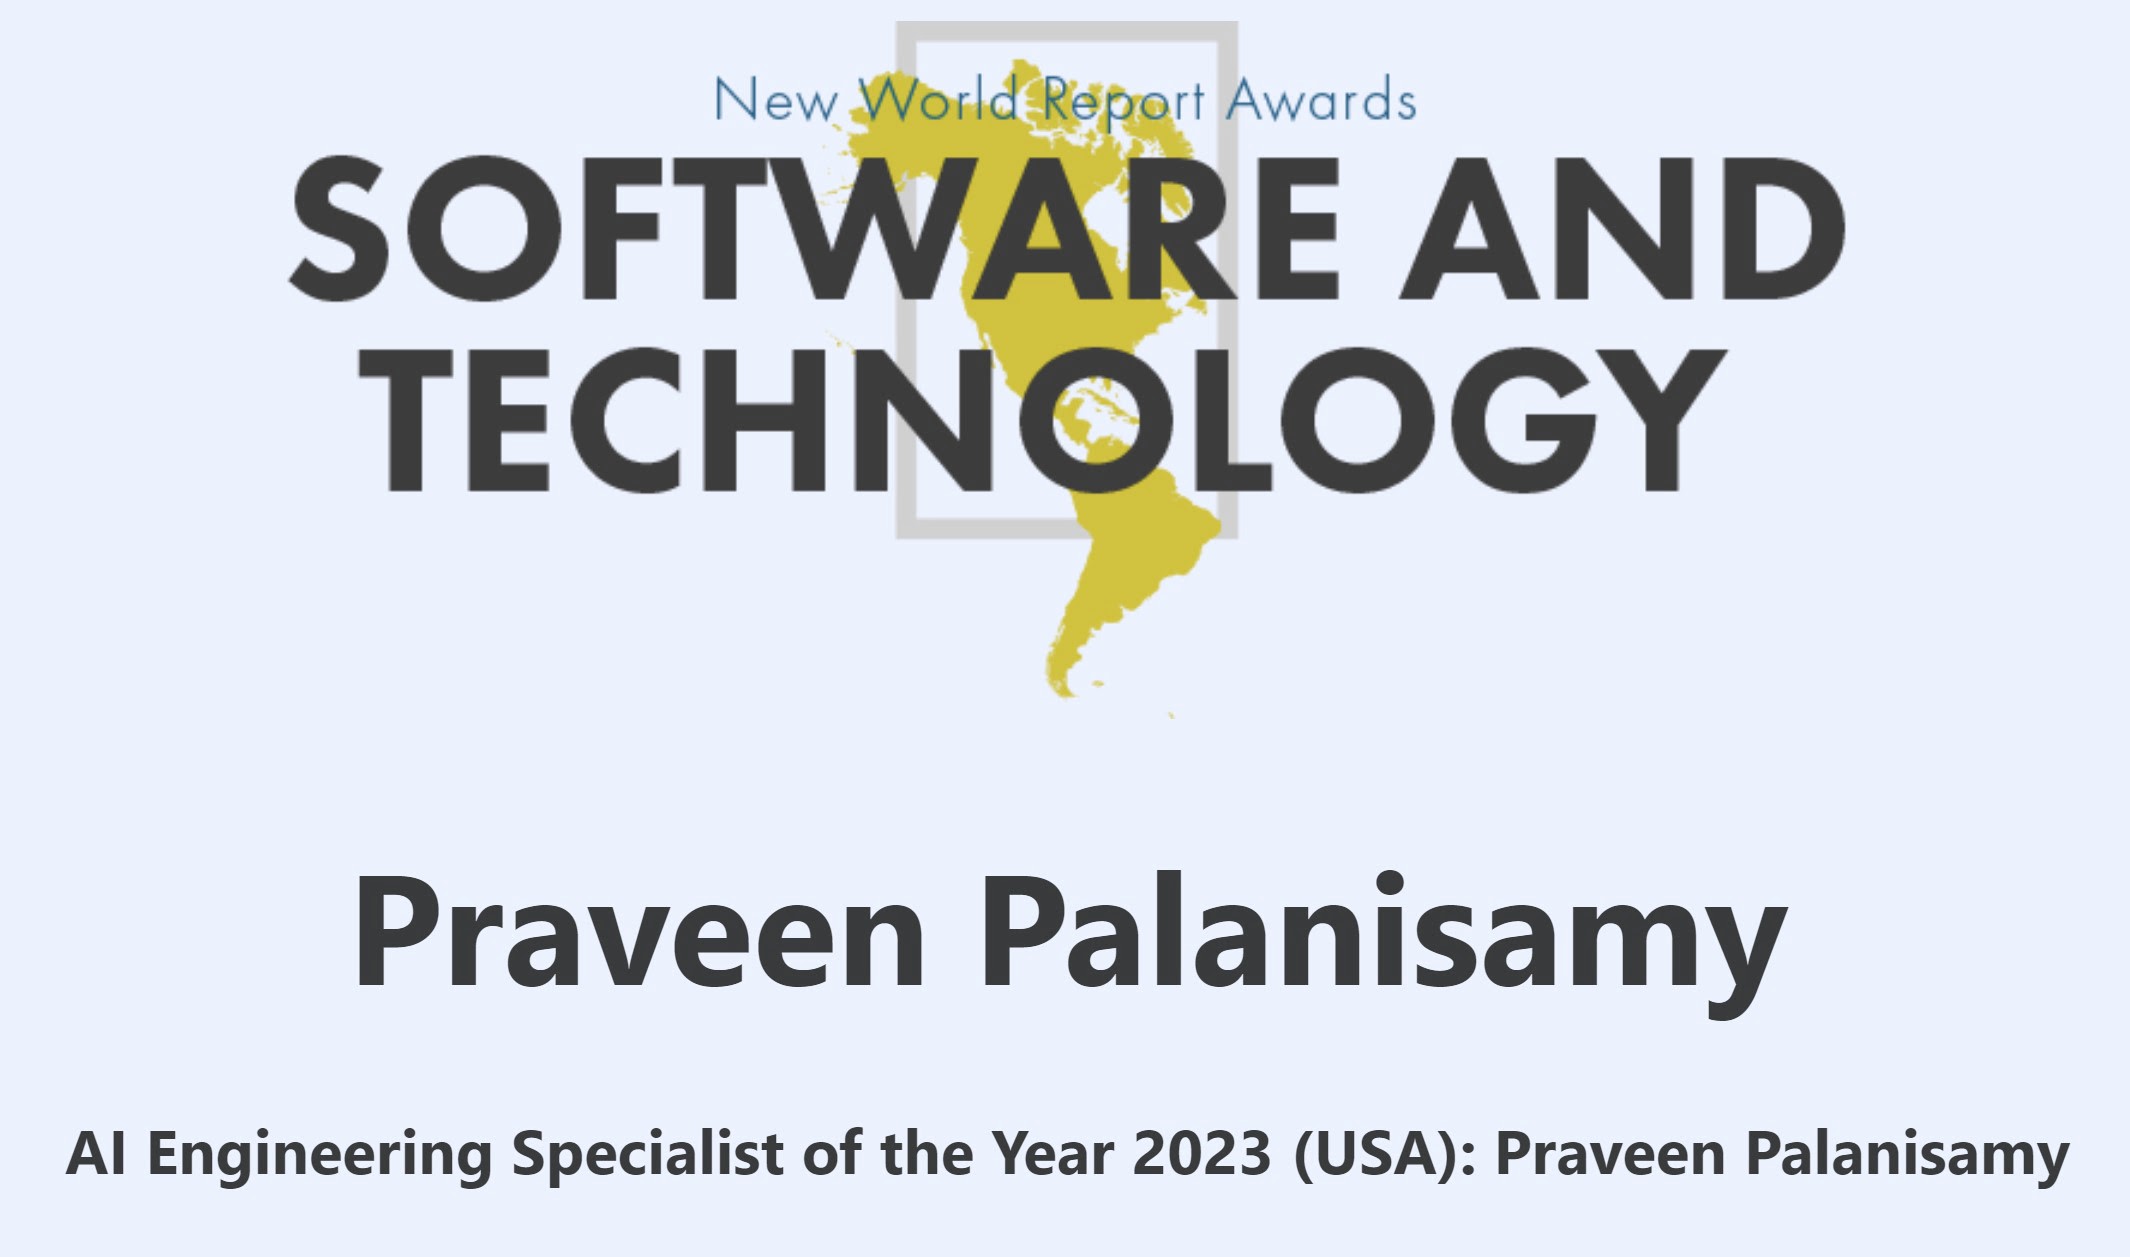 New World Report Awards
SOFTWARE AND
TECHNOLOGY
Praveen Palanisamy
AI Engineering Specialist of the Year 2023 (USA): Praveen Palanisamy